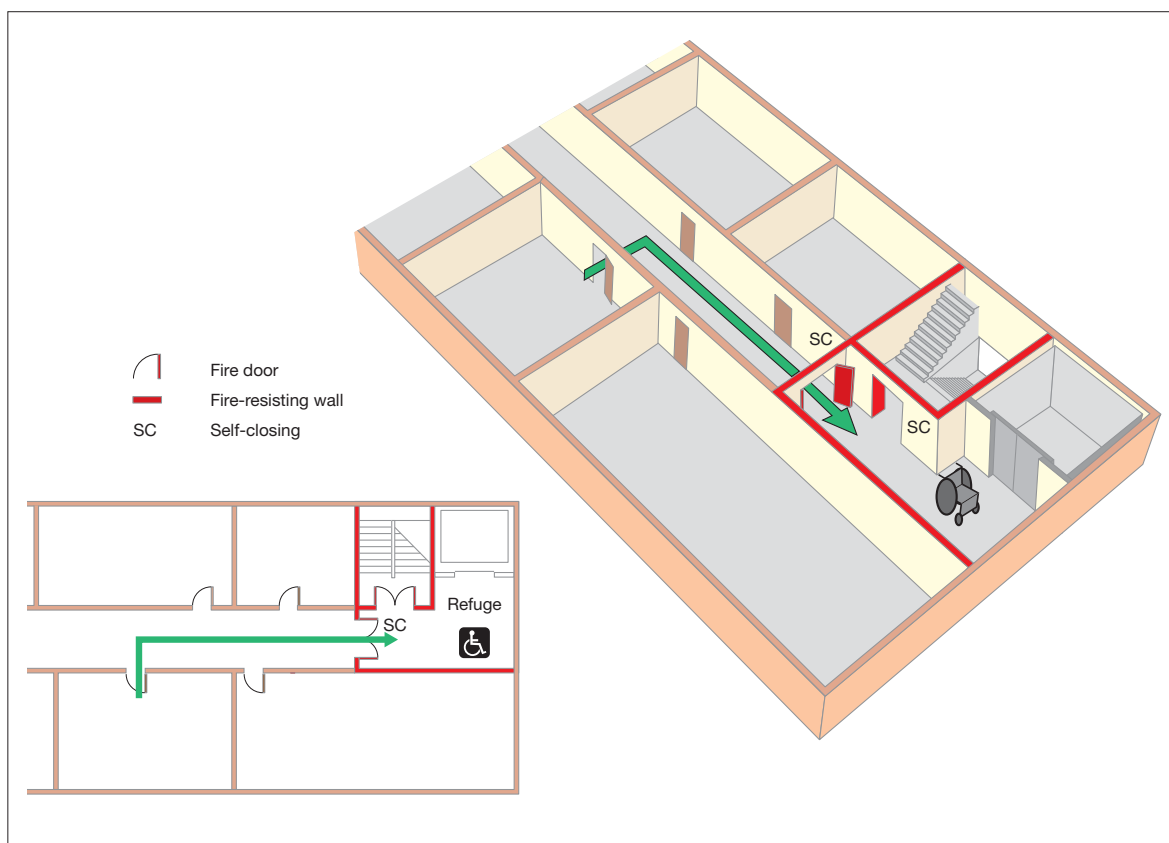 SC
SC
Fire door
Fire-resisting wall
SC Self-closing
Refuge
SC